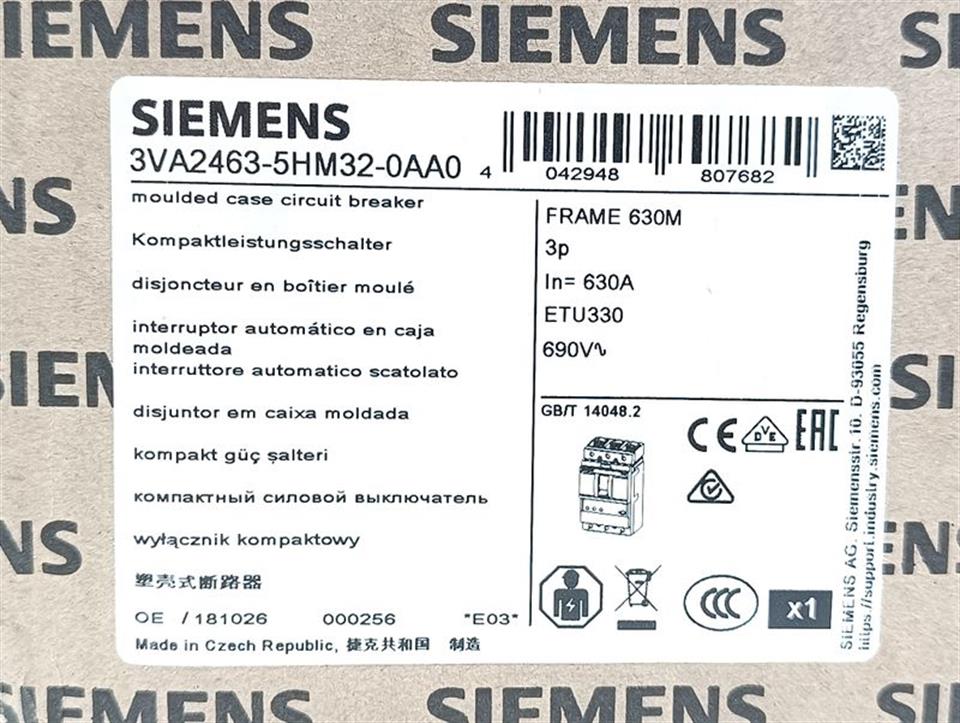 SIEMENS SIEMENS
SIEMENS
3VA2463-5HM32-0AA0
4 042948 807682
moulded case circuit breaker
Kompaktleistungsschalter
disjoncteur en boîtier moulé
interruptor automático en caja
moldeada
interruttore automatico scatolato
disjuntor em caixa moldada
kompakt güç şalteri
компактный силовой выключатель
wyłącznik kompaktowy
塑壳式断路器
OE / 181026 000256 *E03*
Made in Czech Republic, 捷克共和国 制造
FRAME 630M
3p
In= 630A
ETU330
690V∿
GB/T 14048.2
CE DVE EAC
CCC x1
SIEMENS AG, Siemensstr. 10, D-93055 Regensburg
https://support.industry.siemens.com
SIEMENS SIEMENS